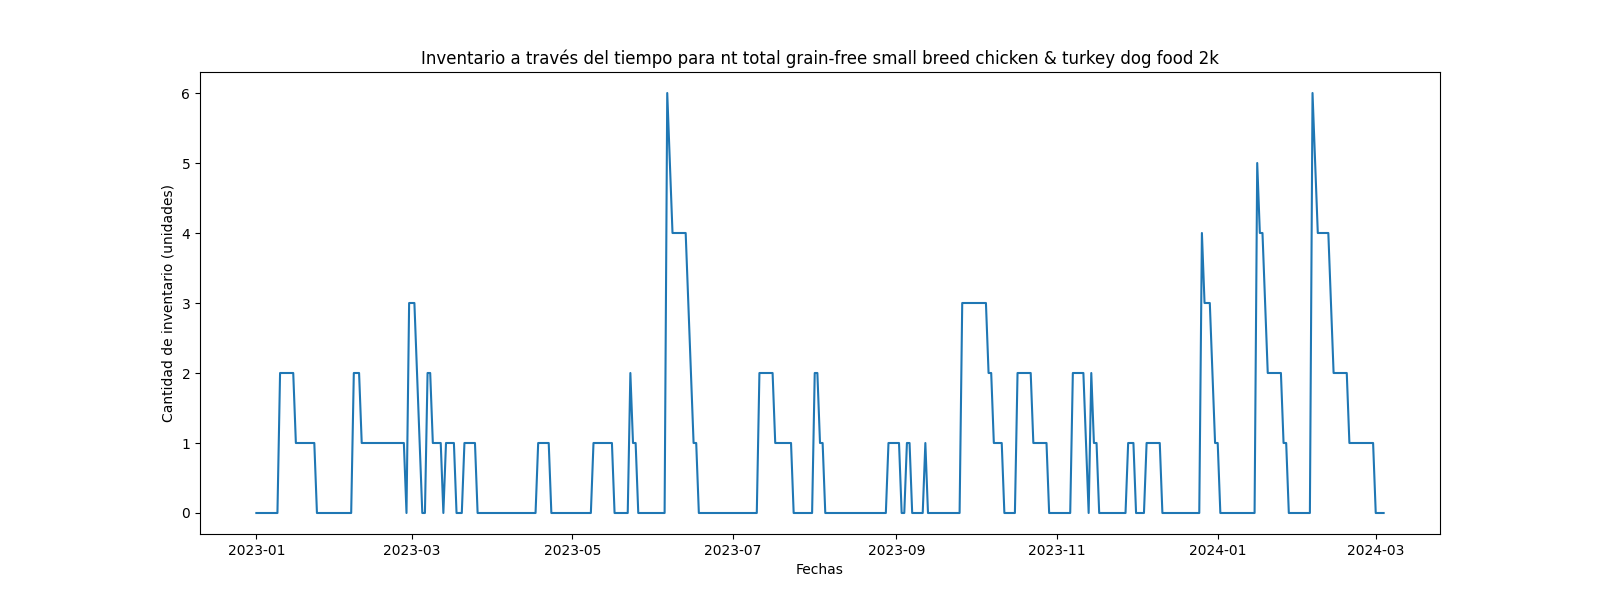 Inventario a través del tiempo para nt total grain-free small breed chicken & turkey dog food 2k
Cantidad de inventario (unidades)
6
5
4
3
2
1
0
2023-01 2023-03 2023-05 2023-07 2023-09 2023-11 2024-01 2024-03
Fechas